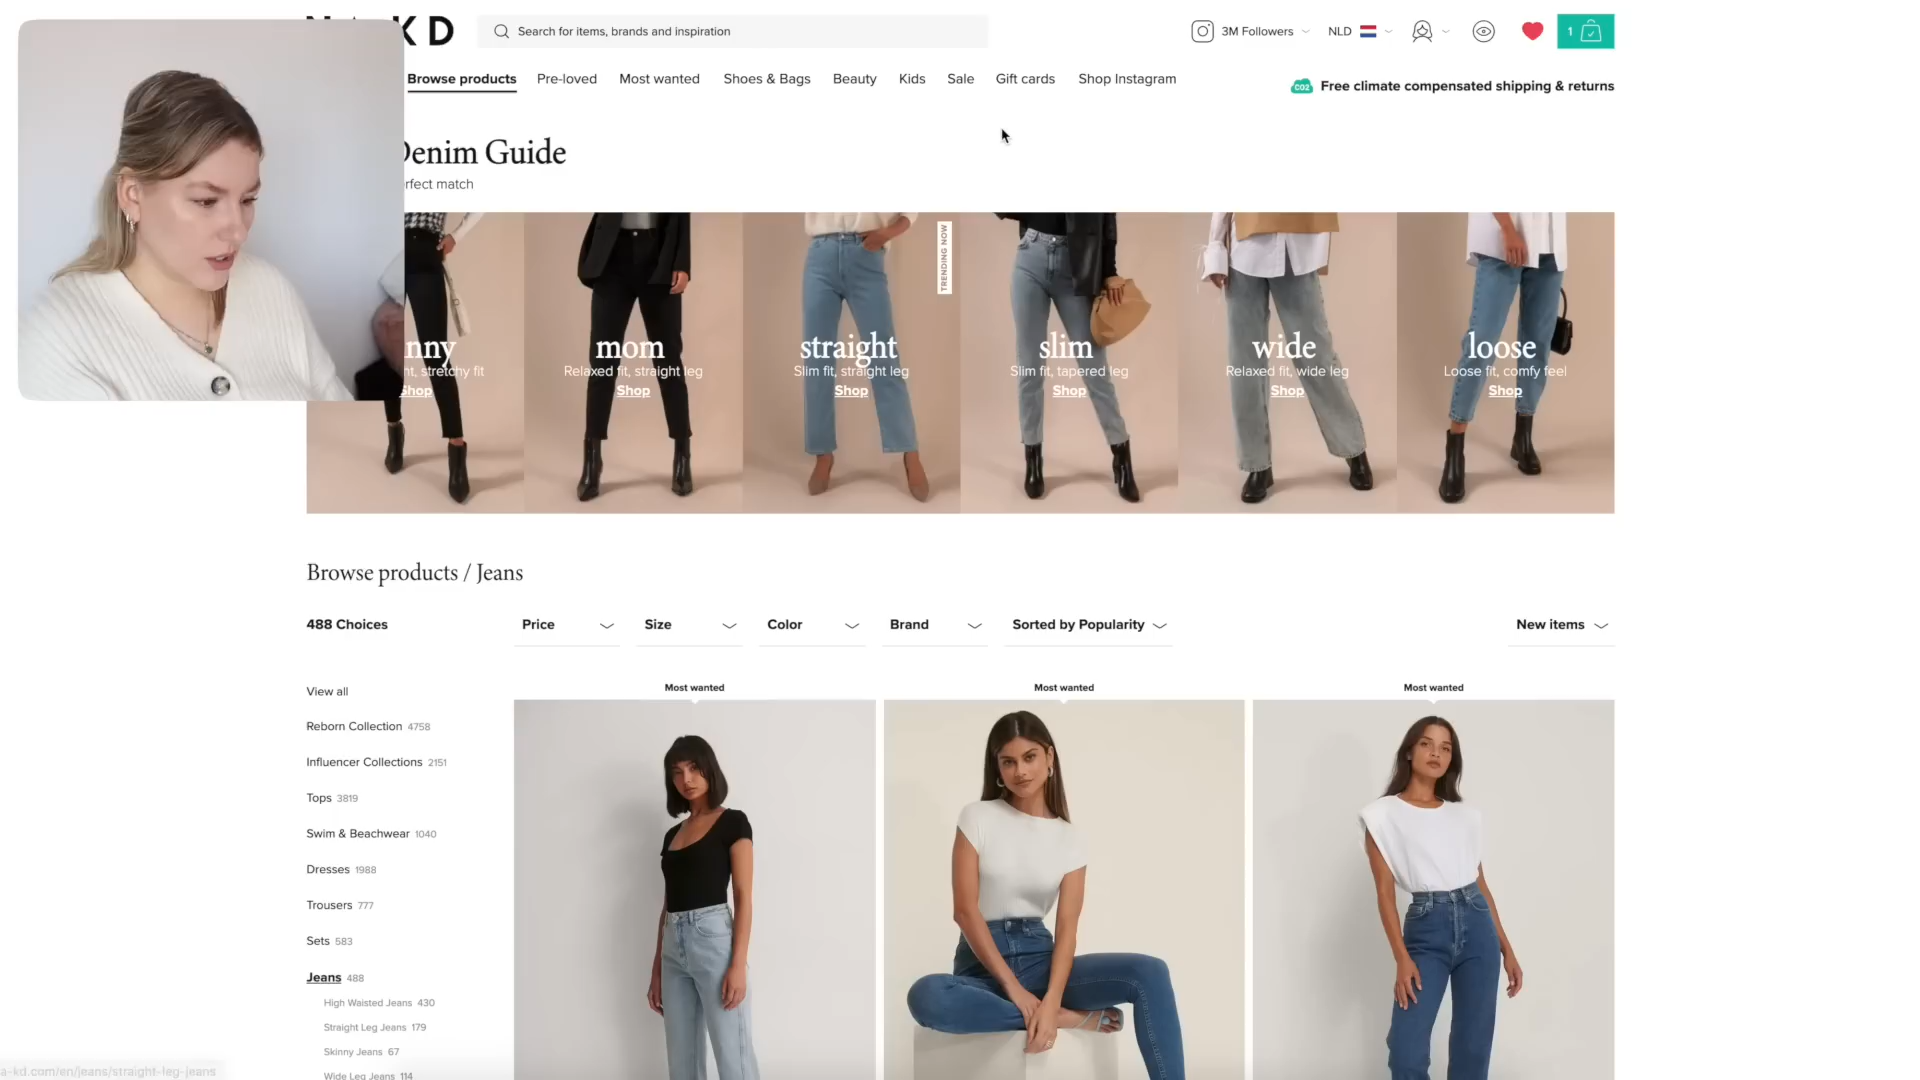 K D
Search for items, brands and inspiration
3M Followers
NLD
1
Browse products
Pre-loved
Most wanted
Shoes & Bags
Beauty
Kids
Sale
Gift cards
Shop Instagram
CO2
Free climate compensated shipping & returns
Denim Guide
rfect match
TRENDING NOW
nny
ht, stretchy fit
Shop
mom
Relaxed fit, straight leg
Shop
straight
Slim fit, straight leg
Shop
slim
Slim fit, tapered leg
Shop
wide
Relaxed fit, wide leg
Shop
loose
Loose fit, comfy feel
Shop
Browse products / Jeans
488 Choices
Price
Size
Color
Brand
Sorted by Popularity
New items
View all
Reborn Collection 4758
Influencer Collections 2151
Tops 3819
Swim & Beachwear 1040
Dresses 1988
Trousers 777
Sets 583
Jeans 488
High Waisted Jeans 430
Straight Leg Jeans 179
Skinny Jeans 67
Wide Leg Jeans 114
Most wanted
Most wanted
Most wanted
a-kd.com/en/jeans/straight-leg-jeans